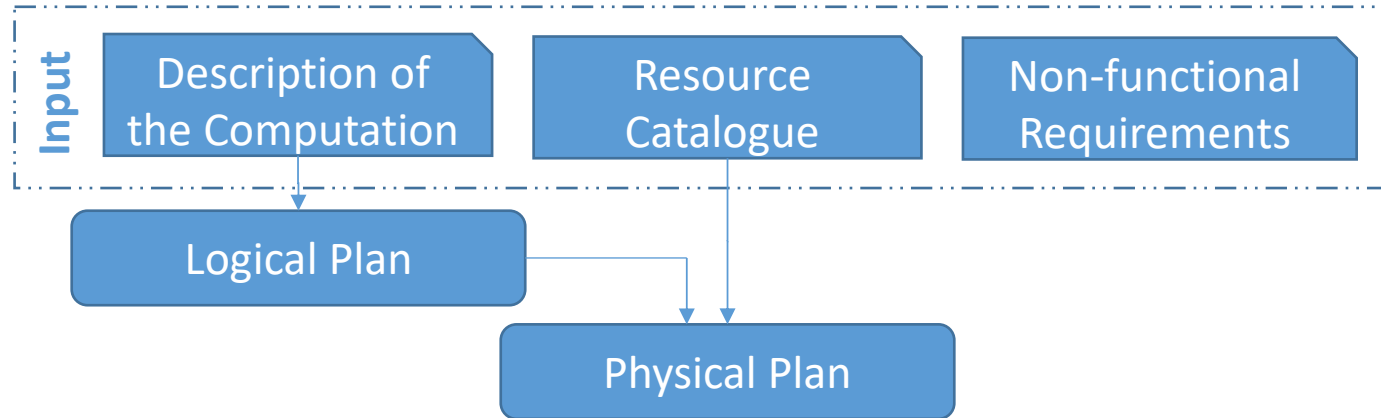 Input
Description of
the Computation
Resource
Catalogue
Non-functional
Requirements
Logical Plan
Physical Plan